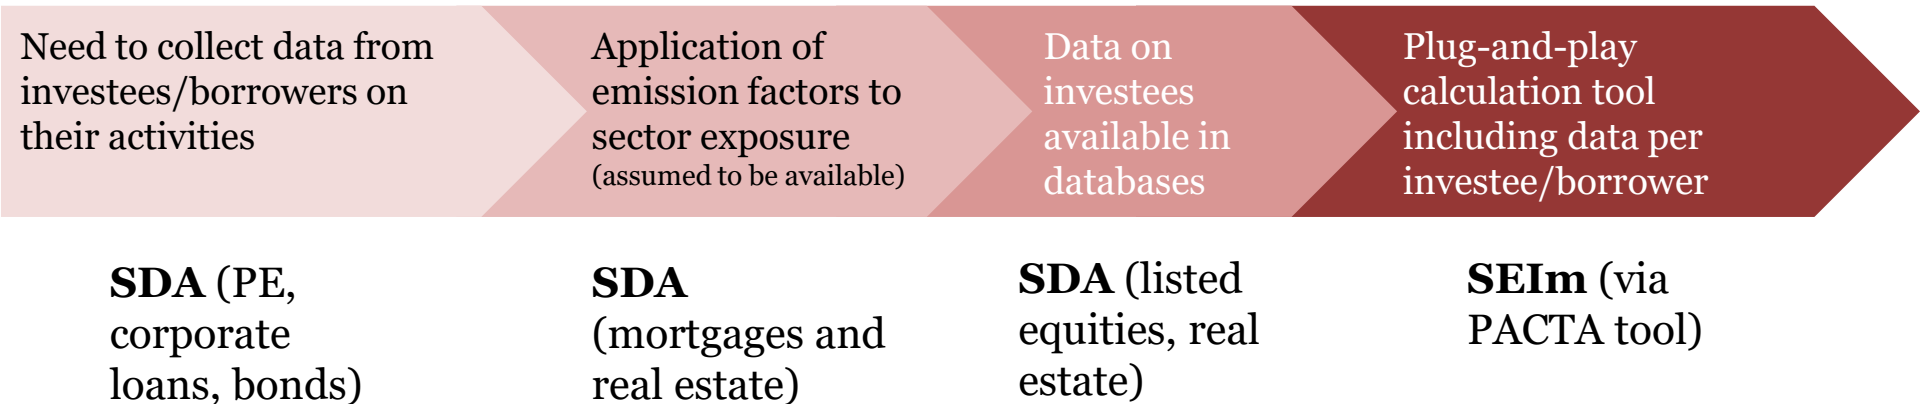 Need to collect data from
investees/borrowers on
their activities
Application of
emission factors to
sector exposure
(assumed to be available)
Data on
investees
available in
databases
Plug-and-play
calculation tool
including data per
investee/borrower
SDA (PE,
corporate
loans, bonds)
SDA
(mortgages and
real estate)
SDA (listed
equities, real
estate)
SEIm (via
PACTA tool)